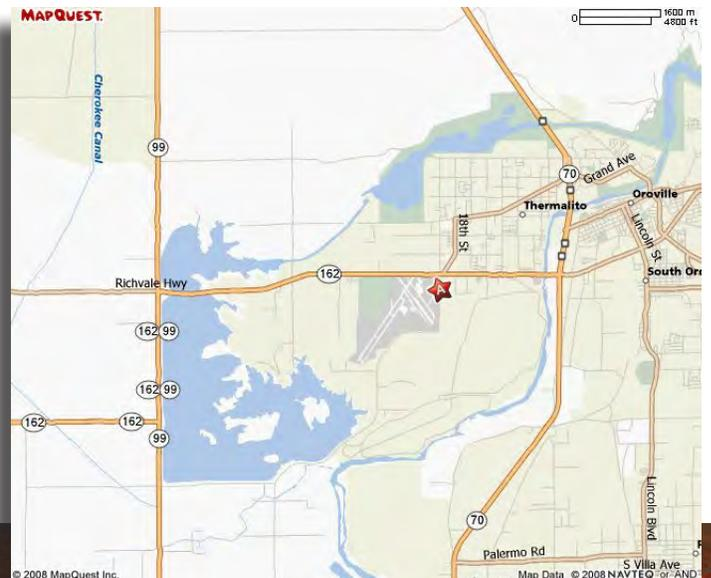 MAPQUEST.
0 1600 m
4800 ft
Cherokee Canal
99
70
Grand Ave
Oroville
Thermalito
18th St
Lincoln St
162
South Oro
Richvale Hwy
A
162 99
162 99
162
162
99
70
Lincoln Blvd
Palermo Rd
S Villa Ave
© 2008 MapQuest Inc.
Map Data © 2008 NAVTEQ or AND